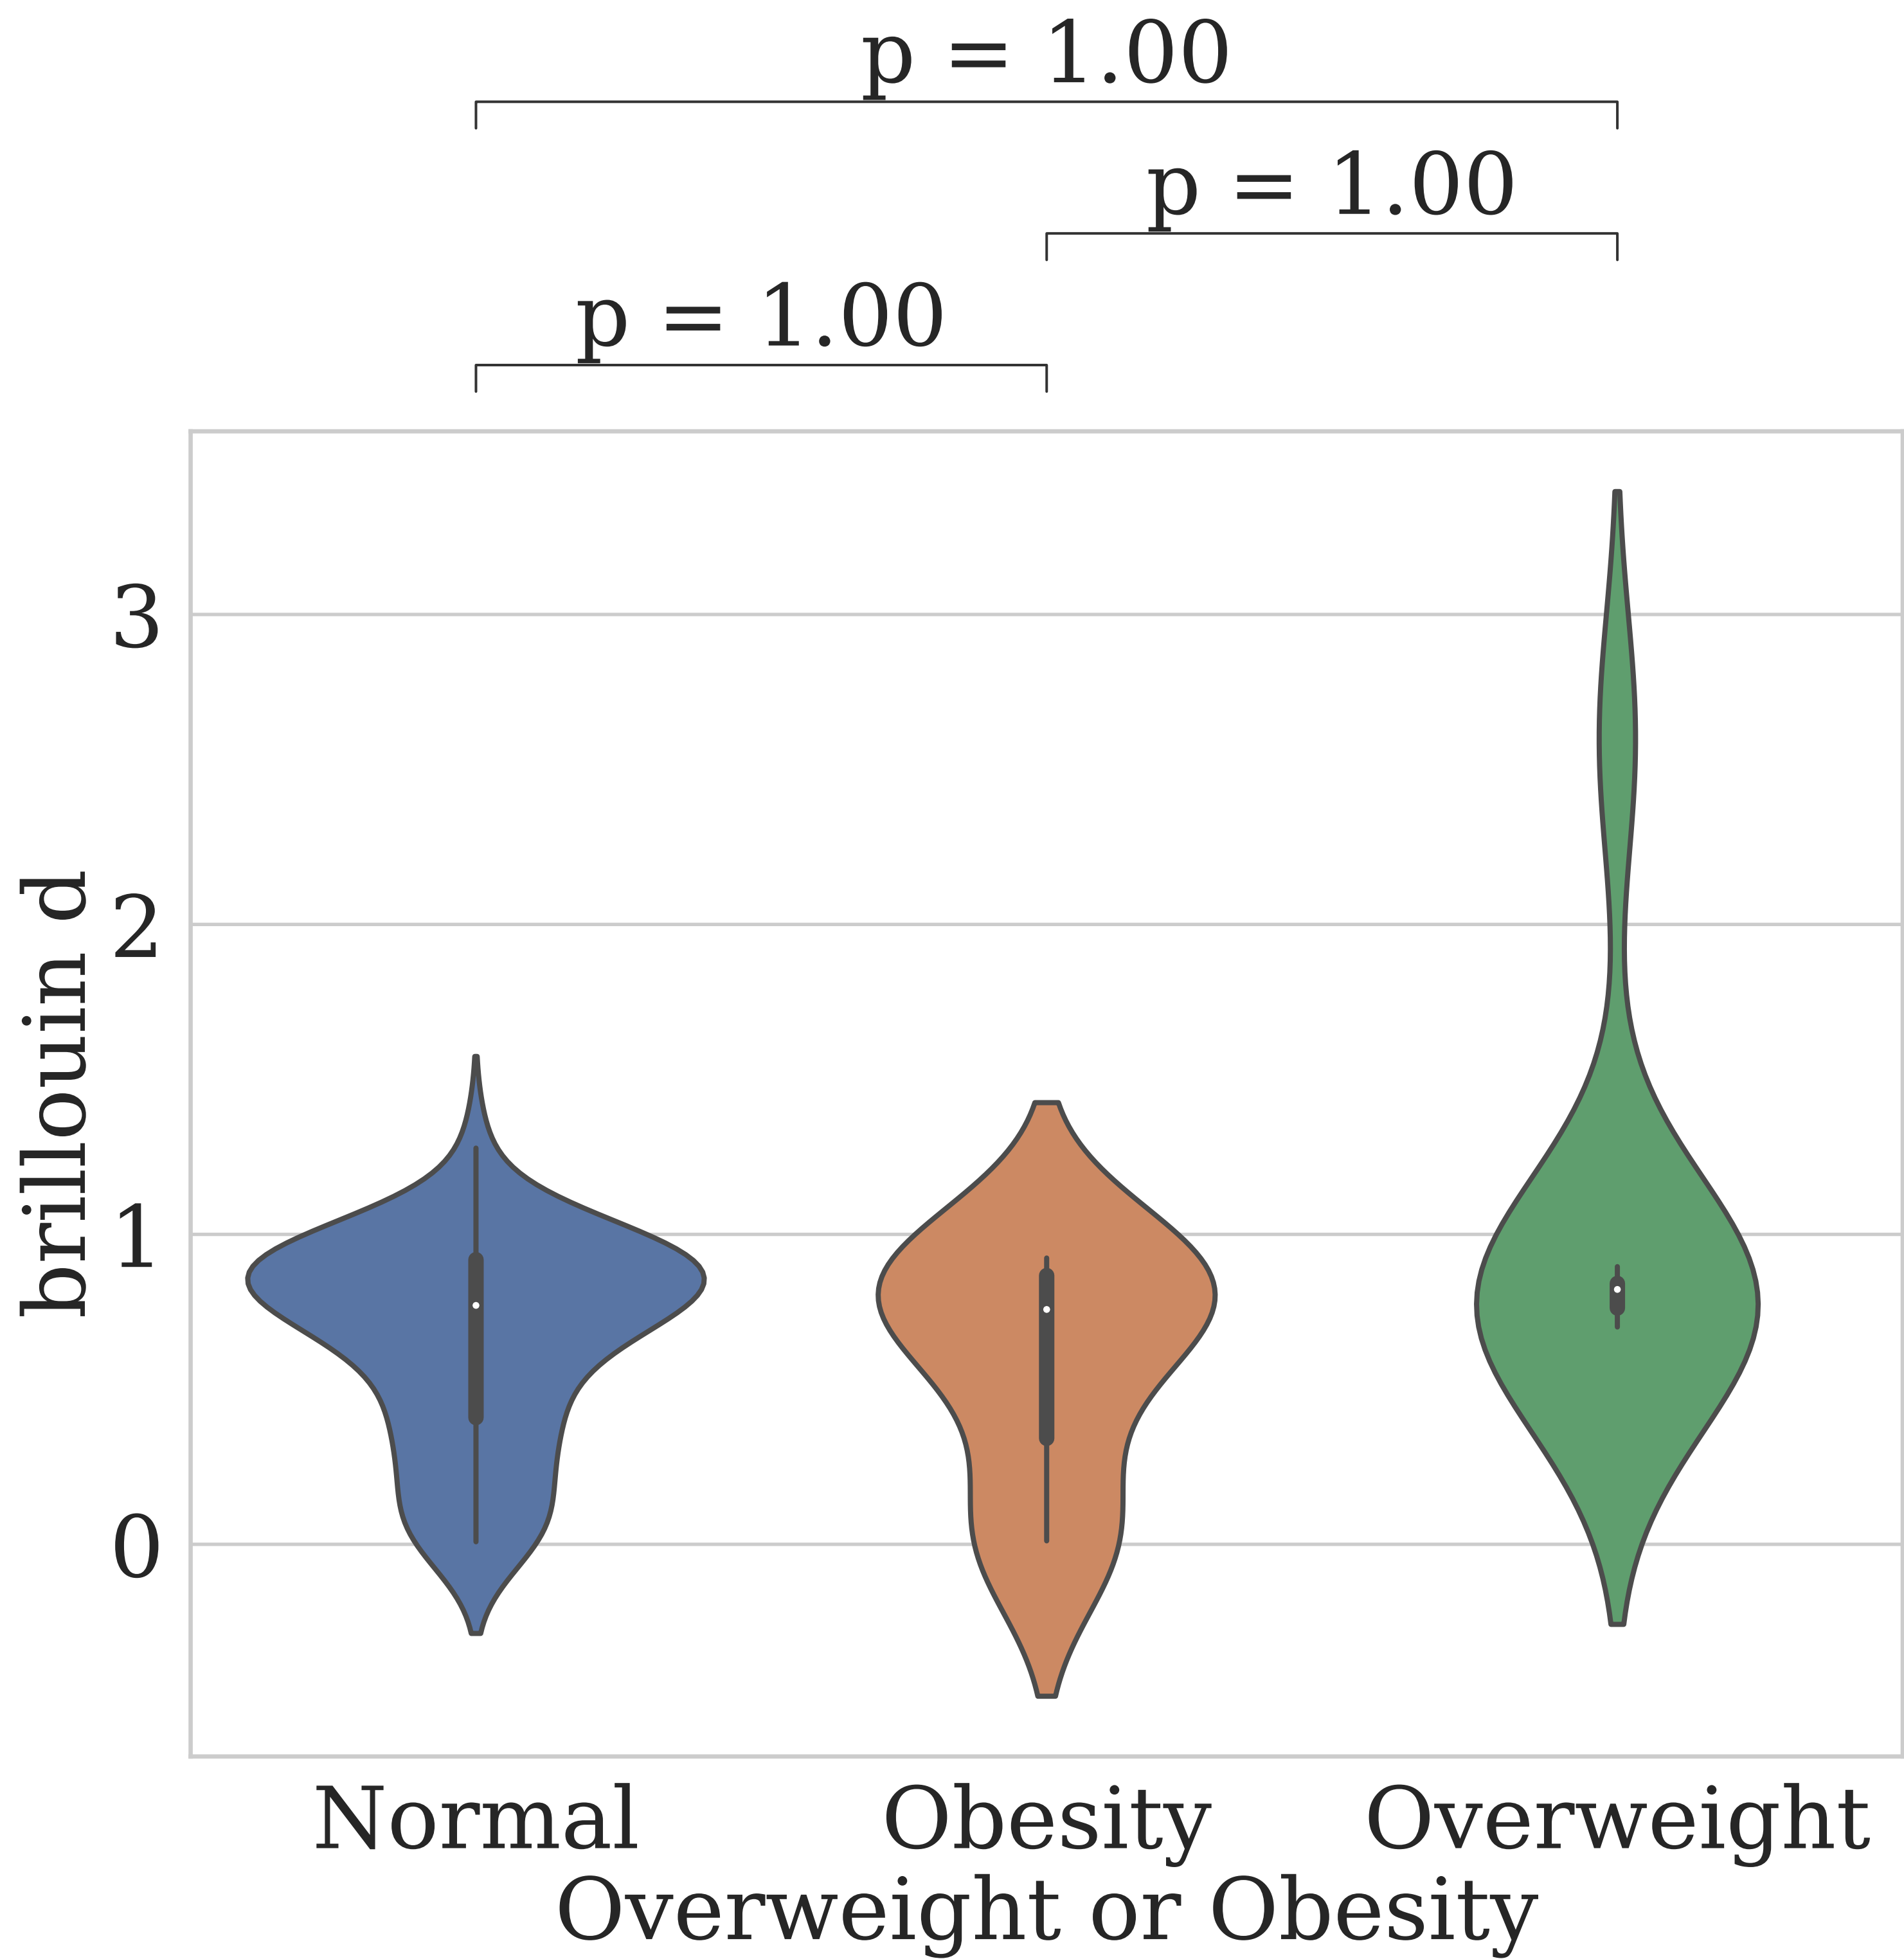 p = 1.00
p = 1.00
p = 1.00
3
2
1
0
brillouin d
Normal Obesity Overweight
Overweight or Obesity